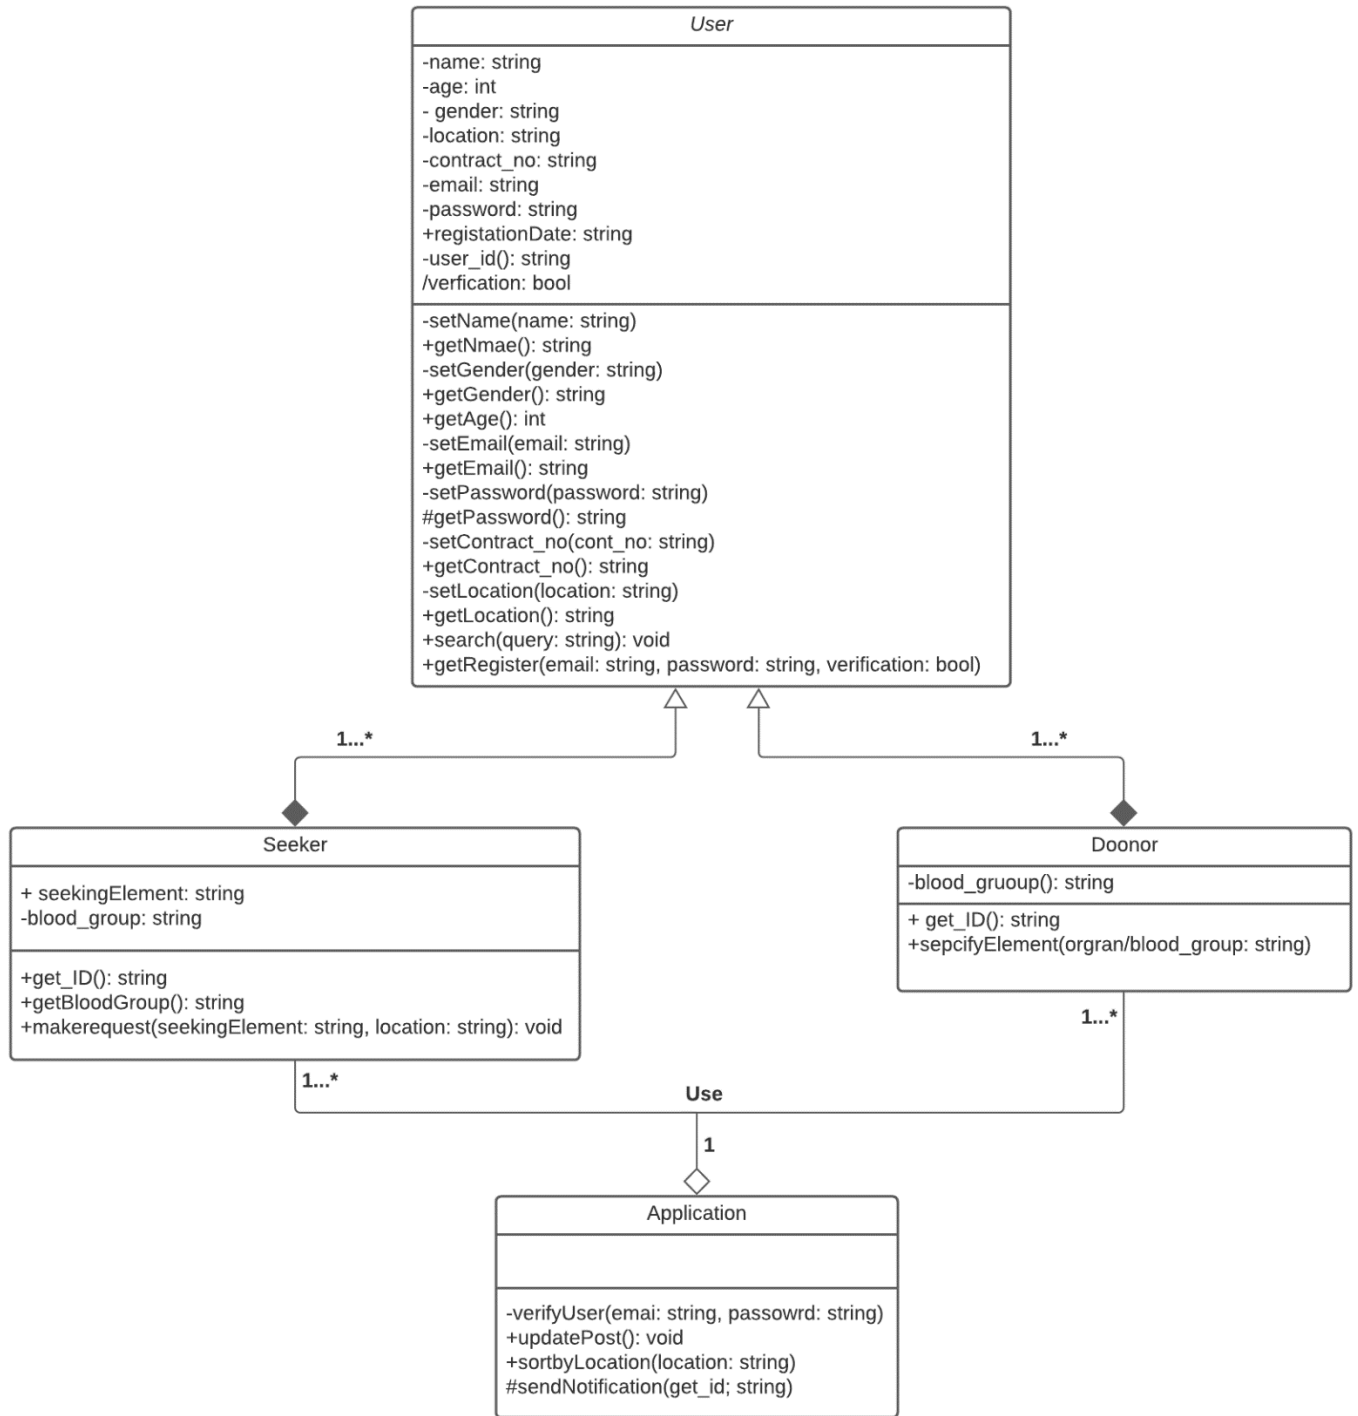 User
-name: string
-age: int
- gender: string
-location: string
-contract_no: string
-email: string
-password: string
+registationDate: string
-user_id(): string
/verfication: bool
-setName(name: string)
+getNmae(): string
-setGender(gender: string)
+getGender(): string
+getAge(): int
-setEmail(email: string)
+getEmail(): string
-setPassword(password: string)
#getPassword(): string
-setContract_no(cont_no: string)
+getContract_no(): string
-setLocation(location: string)
+getLocation(): string
+search(query: string): void
+getRegister(email: string, password: string, verification: bool)
1...*
1...*
Seeker
+ seekingElement: string
-blood_group: string
+get_ID(): string
+getBloodGroup(): string
+makerequest(seekingElement: string, location: string): void
Doonor
-blood_gruoup(): string
+ get_ID(): string
+sepcifyElement(orgran/blood_group: string)
1...*
1...*
Use
1
Application
-verifyUser(emai: string, passowrd: string)
+updatePost(): void
+sortbyLocation(location: string)
#sendNotification(get_id; string)